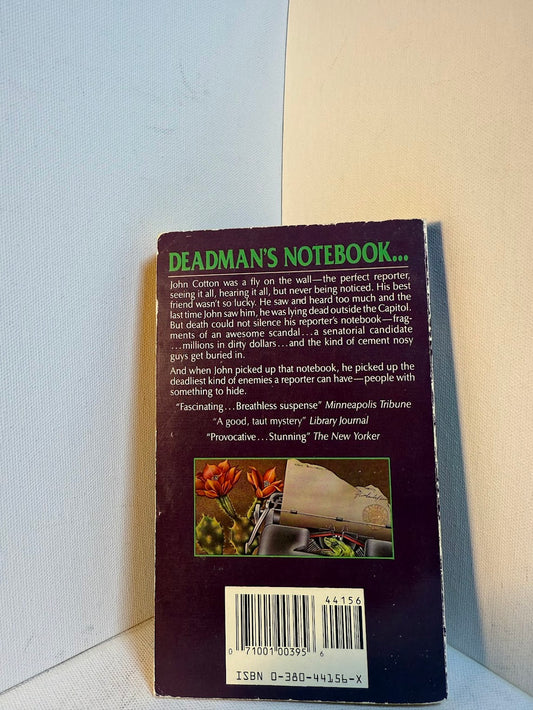 DEADMAN'S NOTEBOOK...
John Cotton was a fly on the wall—the perfect reporter,
seeing it all, hearing it all, but never being noticed. His best
friend wasn't so lucky. He saw and heard too much and the
last time John saw him, he was lying dead outside the Capitol.
But death could not silence his reporter's notebook—frag-
ments of an awesome scandal...a senatorial candidate
...millions in dirty dollars...and the kind of cement nosy
guys get buried in.
And when John picked up that notebook, he picked up the
deadliest kind of enemies a reporter can have—people with
something to hide.
"Fascinating...Breathless suspense" Minneapolis Tribune
"A good, taut mystery" Library Journal
"Provocative...Stunning" The New Yorker
44156
0 71001 00395 6
ISBN 0-380-44156-X